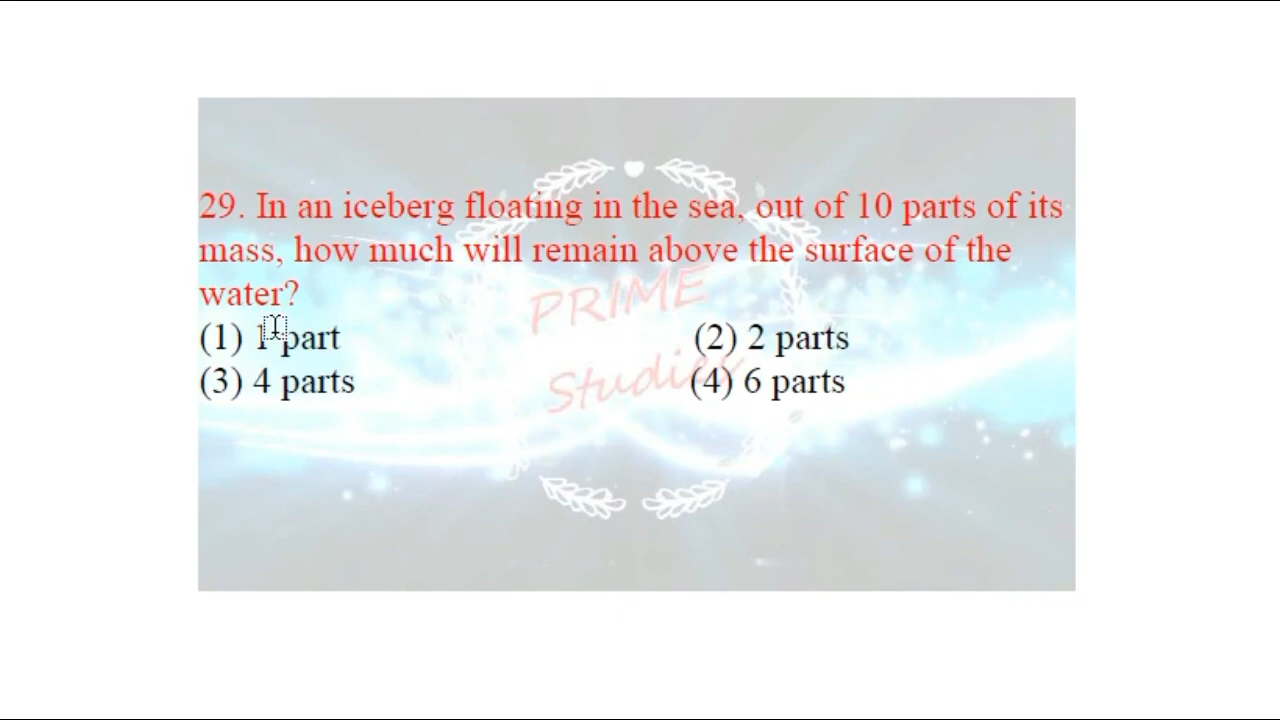 29. In an iceberg floating in the sea, out of 10 parts of its
mass, how much will remain above the surface of the
water?
(1) 1 part (2) 2 parts
(3) 4 parts (4) 6 parts
PRIME
Studies